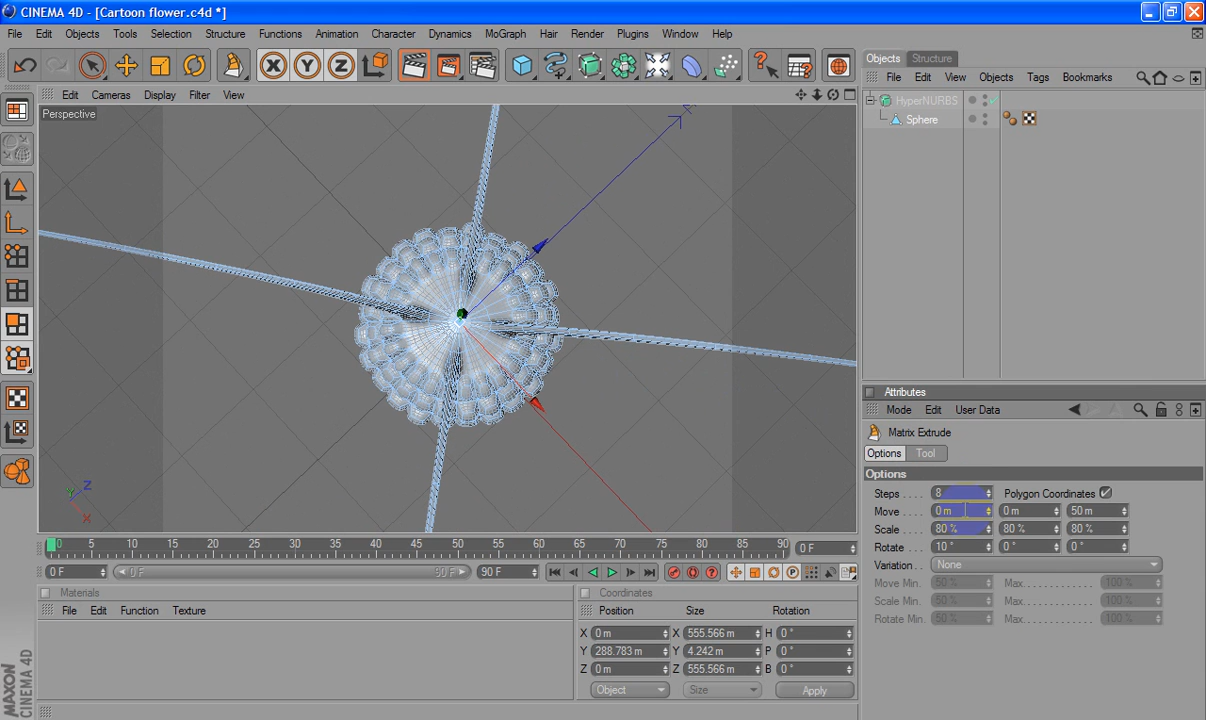 CINEMA 4D - [Cartoon flower.c4d *]
File Edit Objects Tools Selection Structure Functions Animation Character Dynamics MoGraph Hair Render Plugins Window Help
X Y Z
Edit Cameras Display Filter View
Perspective
Y Z
X
0 5 10 15 20 25 30 35 40 45 50 55 60 65 70 75 80 85 90 0 F
0 F 0 F 90 F 90 F
Materials
File Edit Function Texture
Coordinates
Position Size Rotation
X 0 m X 555.566 m H 0 °
Y 288.783 m Y 4.242 m P 0 °
Z 0 m Z 555.566 m B 0 °
Object Size Apply
Objects Structure
File Edit View Objects Tags Bookmarks
HyperNURBS
Sphere
Attributes
Mode Edit User Data
Matrix Extrude
Options Tool
Options
Steps . . . . 8 Polygon Coordinates
Move . . . . 0 m 0 m 50 m
Scale . . . . 80 % 80 % 80 %
Rotate . . . 10 ° 0 ° 0 °
Variation . . None
Move Min. 50 % Max. 100 %
Scale Min. 50 % Max. 100 %
Rotate Min. 50 % Max. 100 %
MAXON
CINEMA 4D